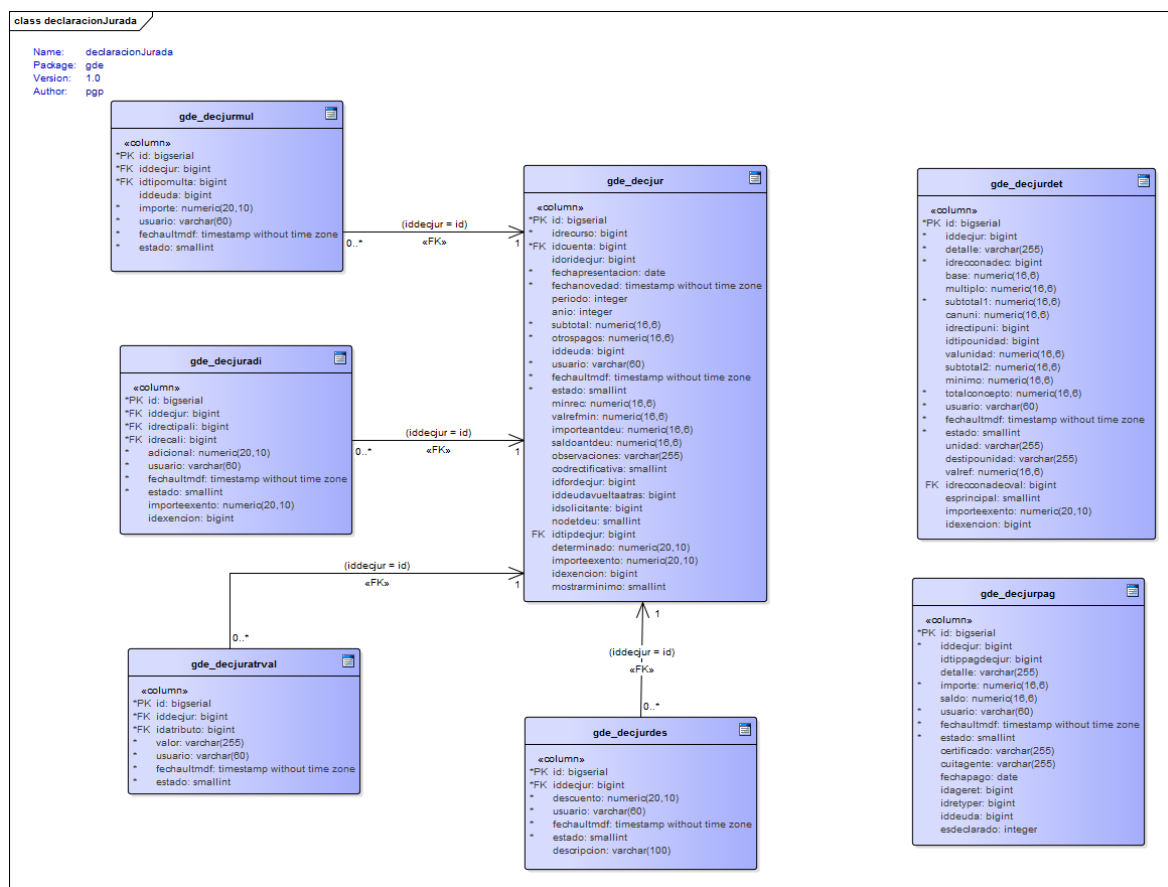 class declaracionJurada
Name: declaracionJurada
Package: gde
Version: 1.0
Author: pgp
gde_decjurmul
«column»
*PK id: bigserial
*FK iddecjur: bigint
*FK idtipomulta: bigint
iddeuda: bigint
* importe: numeric(20,10)
* usuario: varchar(60)
* fechaultmdf: timestamp without time zone
* estado: smallint
(iddecjur = id)
«FK»
0..*
1
gde_decjuradi
«column»
*PK id: bigserial
*FK iddecjur: bigint
*FK idrectipali: bigint
*FK idrecali: bigint
* adicional: numeric(20,10)
* usuario: varchar(60)
* fechaultmdf: timestamp without time zone
* estado: smallint
importeexento: numeric(20,10)
idexencion: bigint
(iddecjur = id)
«FK»
0..*
1
(iddecjur = id)
«FK»
0..*
1
gde_decjuratrval
«column»
*PK id: bigserial
*FK iddecjur: bigint
*FK idatributo: bigint
* valor: varchar(255)
* usuario: varchar(60)
* fechaultmdf: timestamp without time zone
* estado: smallint
gde_decjur
«column»
*PK id: bigserial
* idrecurso: bigint
*FK idcuenta: bigint
idoridecjur: bigint
* fechapresentacion: date
* fechanovedad: timestamp without time zone
periodo: integer
anio: integer
* subtotal: numeric(16,6)
* otrospagos: numeric(16,6)
iddeuda: bigint
* usuario: varchar(60)
* fechaultmdf: timestamp without time zone
* estado: smallint
minrec: numeric(16,6)
valrefmin: numeric(16,6)
importeantdeu: numeric(16,6)
saldoantdeu: numeric(16,6)
observaciones: varchar(255)
codrectificativa: smallint
idfordecjur: bigint
iddeudavueltaatras: bigint
idsolicitante: bigint
nodetdeu: smallint
FK idtipdecjur: bigint
determinado: numeric(20,10)
importeexento: numeric(20,10)
idexencion: bigint
mostrarminimo: smallint
1
(iddecjur = id)
«FK»
0..*
gde_decjurdes
«column»
*PK id: bigserial
*FK iddecjur: bigint
* descuento: numeric(20,10)
* usuario: varchar(60)
* fechaultmdf: timestamp without time zone
* estado: smallint
descripcion: varchar(100)
gde_decjurdet
«column»
*PK id: bigserial
* iddecjur: bigint
* detalle: varchar(255)
* idrecconadec: bigint
base: numeric(16,6)
multiplo: numeric(16,6)
* subtotal1: numeric(16,6)
canuni: numeric(16,6)
idrectipuni: bigint
idtipounidad: bigint
valunidad: numeric(16,6)
subtotal2: numeric(16,6)
minimo: numeric(16,6)
* totalconcepto: numeric(16,6)
* usuario: varchar(60)
* fechaultmdf: timestamp without time zone
* estado: smallint
unidad: varchar(255)
destipounidad: varchar(255)
valref: numeric(16,6)
FK idrecconadecval: bigint
esprincipal: smallint
importeexento: numeric(20,10)
idexencion: bigint
gde_decjurpag
«column»
*PK id: bigserial
* iddecjur: bigint
idtippagdecjur: bigint
detalle: varchar(255)
* importe: numeric(16,6)
saldo: numeric(16,6)
* usuario: varchar(60)
* fechaultmdf: timestamp without time zone
* estado: smallint
certificado: varchar(255)
cuitagente: varchar(255)
fechapago: date
idageret: bigint
idretyper: bigint
iddeuda: bigint
esdeclarado: integer